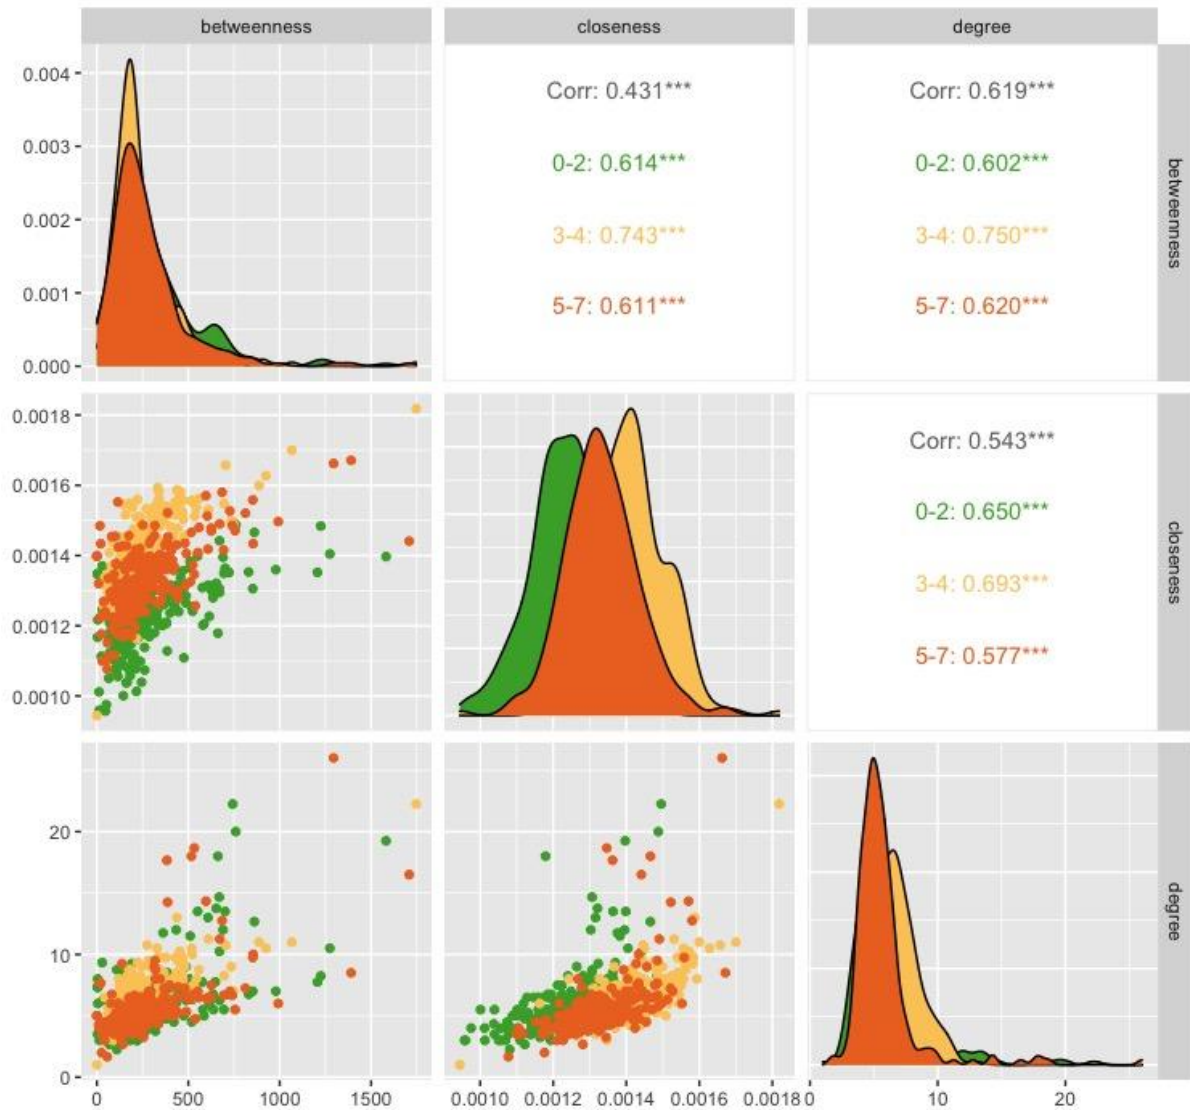 betweenness closeness degree
0.004
0.003
0.002
0.001
0.000
Corr: 0.431***
0-2: 0.614***
3-4: 0.743***
5-7: 0.611***
Corr: 0.619***
0-2: 0.602***
3-4: 0.750***
5-7: 0.620***
betweenness
0.0018
0.0016
0.0014
0.0012
0.0010
Corr: 0.543***
0-2: 0.650***
3-4: 0.693***
5-7: 0.577***
closeness
20
10
0
degree
0 500 1000 1500 0.0010 0.0012 0.0014 0.0016 0.0018 0 10 20